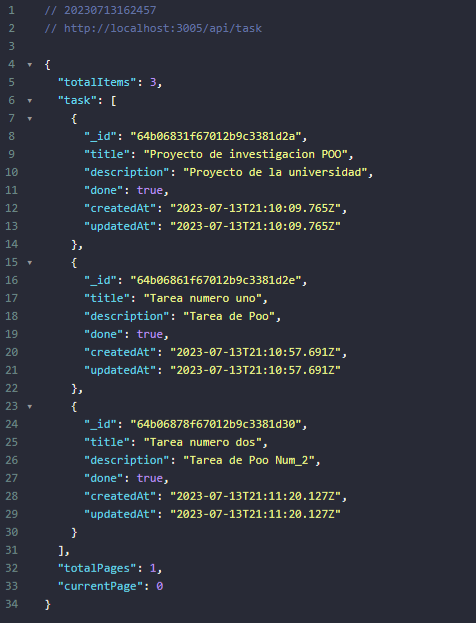 1 // 20230713162457
2 // http://localhost:3005/api/task
3
4 {
5 "totalItems": 3,
6 "task": [
7 {
8 "_id": "64b06831f67012b9c3381d2a",
9 "title": "Proyecto de investigacion POO",
10 "description": "Proyecto de la universidad",
11 "done": true,
12 "createdAt": "2023-07-13T21:10:09.765Z",
13 "updatedAt": "2023-07-13T21:10:09.765Z"
14 },
15 {
16 "_id": "64b06861f67012b9c3381d2e",
17 "title": "Tarea numero uno",
18 "description": "Tarea de Poo",
19 "done": true,
20 "createdAt": "2023-07-13T21:10:57.691Z",
21 "updatedAt": "2023-07-13T21:10:57.691Z"
22 },
23 {
24 "_id": "64b06878f67012b9c3381d30",
25 "title": "Tarea numero dos",
26 "description": "Tarea de Poo Num_2",
27 "done": true,
28 "createdAt": "2023-07-13T21:11:20.127Z",
29 "updatedAt": "2023-07-13T21:11:20.127Z"
30 }
31 ],
32 "totalPages": 1,
33 "currentPage": 0
34 }